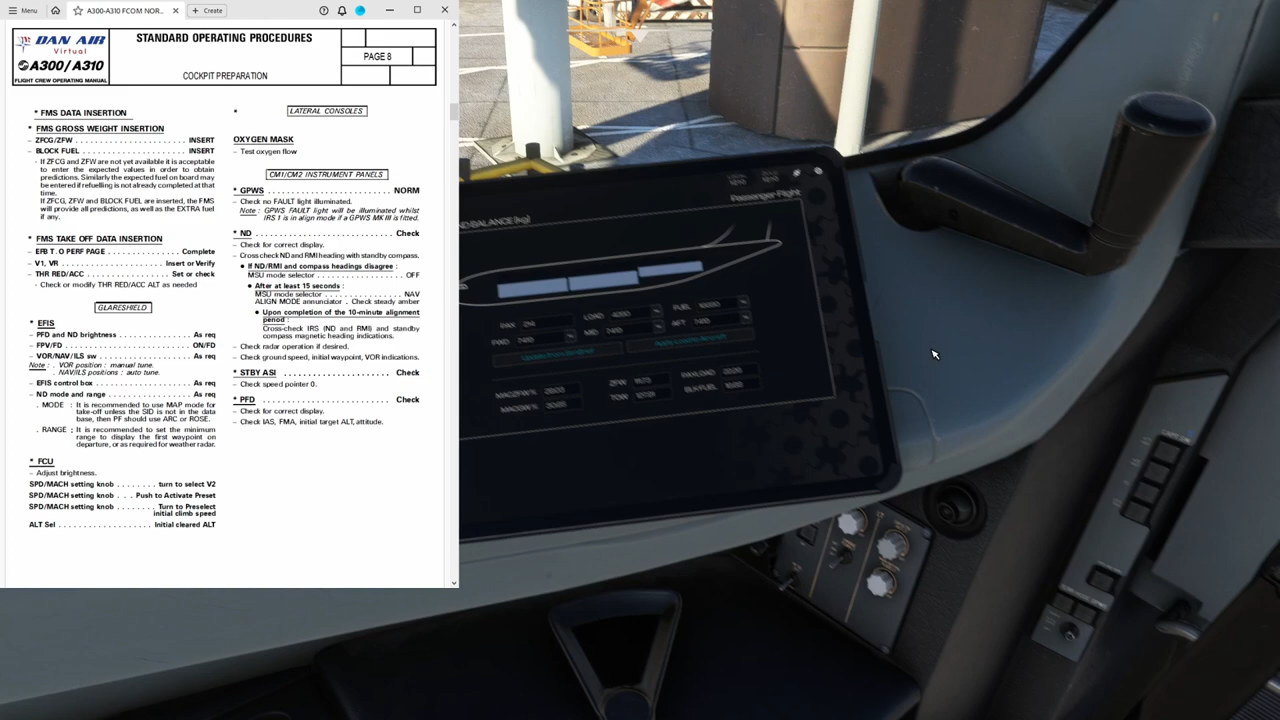 Menu
A300-A310 FCOM NOR...
Create
DAN AIR
Virtual
A300/A310
FLIGHT CREW OPERATING MANUAL
STANDARD OPERATING PROCEDURES
COCKPIT PREPARATION
PAGE 8
* FMS DATA INSERTION
* FMS GROSS WEIGHT INSERTION
– ZFCG/ZFW . . . . . . . . . . . . . . . . . . . . . . INSERT
– BLOCK FUEL . . . . . . . . . . . . . . . . . . . . INSERT
· If ZFCG and ZFW are not yet available it is acceptable
to enter the expected values in order to obtain
predictions. Similarly the expected fuel on board may
be entered if refuelling is not already completed at that
time.
If ZFCG, ZFW and BLOCK FUEL are inserted, the FMS
will provide all predictions, as well as the EXTRA fuel
if any.
* FMS TAKE OFF DATA INSERTION
– EFB T.O PERF PAGE . . . . . . . . . . . . . . Complete
– V1, VR . . . . . . . . . . . . . . . . . . . . Insert or Verify
– THR RED/ACC . . . . . . . . . . . . . . . . Set or check
· Check or modify THR RED/ACC ALT as needed
GLARESHIELD
* EFIS
– PFD and ND brightness . . . . . . . . . . . . . As req
– FPV/FD . . . . . . . . . . . . . . . . . . . . . . . . ON/FD
– VOR/NAV/ILS sw . . . . . . . . . . . . . . . . . . As req
Note : . VOR position : manual tune.
. NAV/ILS positions : auto tune.
– EFIS control box . . . . . . . . . . . . . . . . . . As req
– ND mode and range . . . . . . . . . . . . . . . . As req
. MODE : It is recommended to use MAP mode for
take-off unless the SID is not in the data
base, then PF should use ARC or ROSE.
. RANGE : It is recommended to set the minimum
range to display the first waypoint on
departure, or as required for weather radar.
* FCU
– Adjust brightness.
SPD/MACH setting knob . . . . . . . . turn to select V2
SPD/MACH setting knob . . . Push to Activate Preset
SPD/MACH setting knob . . . . . . . . Turn to Preselect
initial climb speed
ALT Sel . . . . . . . . . . . . . . . . . . . Initial cleared ALT
*
LATERAL CONSOLES
OXYGEN MASK
– Test oxygen flow
CM1/CM2 INSTRUMENT PANELS
* GPWS . . . . . . . . . . . . . . . . . . . . . . . . NORM
– Check no FAULT light illuminated.
Note : GPWS FAULT light will be illuminated whilst
IRS 1 is in align mode if a GPWS MK III is fitted.
* ND . . . . . . . . . . . . . . . . . . . . . . . . . . . Check
– Check for correct display.
– Cross check ND and RMI heading with standby compass.
● If ND/RMI and compass headings disagree :
MSU mode selector . . . . . . . . . . . . . . . . . . . OFF
● After at least 15 seconds :
MSU mode selector . . . . . . . . . . . . . . . . . . NAV
ALIGN MODE annunciator . Check steady amber
● Upon completion of the 10-minute alignment
period :
Cross-check IRS (ND and RMI) and standby
compass magnetic heading indications.
– Check radar operation if desired.
– Check ground speed, initial waypoint, VOR indications.
* STBY ASI . . . . . . . . . . . . . . . . . . . . . . Check
– Check speed pointer 0.
* PFD . . . . . . . . . . . . . . . . . . . . . . . . . . Check
– Check for correct display.
– Check IAS, FMA, initial target ALT, attitude.
Passenger Flight
ND BALANCE [kg]
PAX
LOAD
FUEL
FWD
MID
AFT
ZFW
PAYLOAD
TOW
BLK FUEL